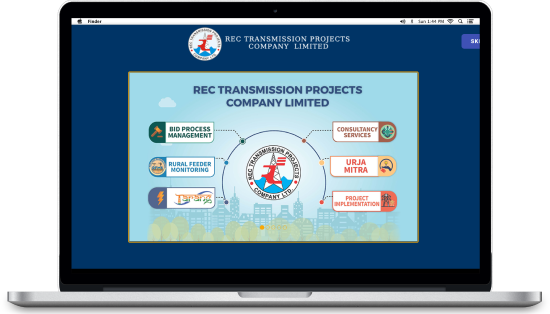 Finder
Sun 1:44 PM
REC TRANSMISSION PROJECTS
COMPANY LIMITED
SK
REC TRANSMISSION PROJECTS
COMPANY LIMITED
BID PROCESS
MANAGEMENT
CONSULTANCY
SERVICES
RURAL FEEDER
MONITORING
URJA
MITRA
Tarang
PROJECT
IMPLEMENTATION
REC TRANSMISSION PROJECTS
COMPANY LTD.